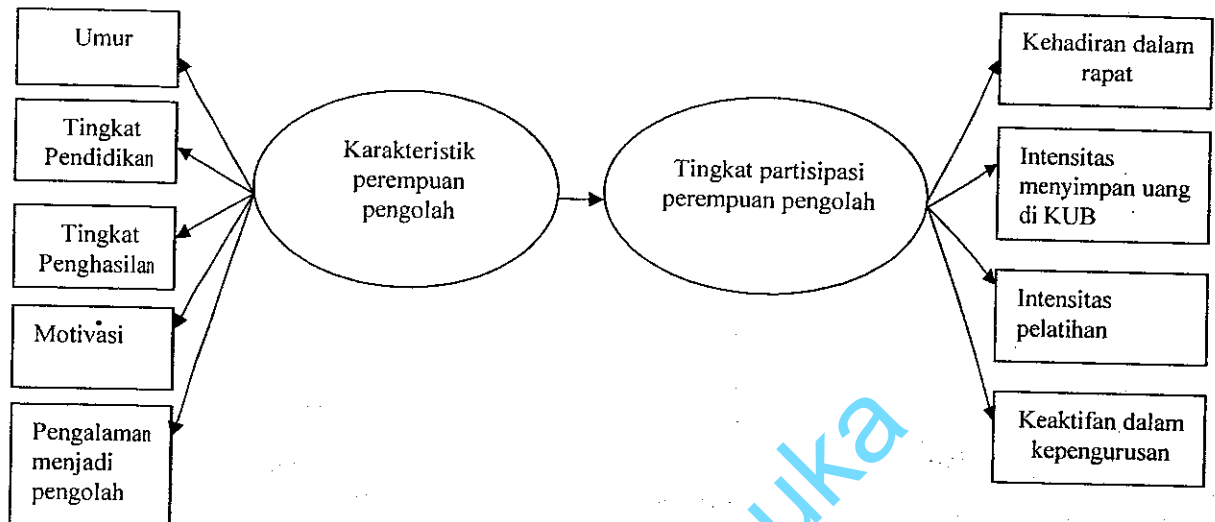 Umur
Tingkat
Pendidikan
Tingkat
Penghasilan
Motivasi
Pengalaman
menjadi
pengolah
Karakteristik
perempuan
pengolah
Tingkat partisipasi
perempuan pengolah
Kehadiran dalam
rapat
Intensitas
menyimpan uang
di KUB
Intensitas
pelatihan
Keaktifan dalam
kepengurusan
uka